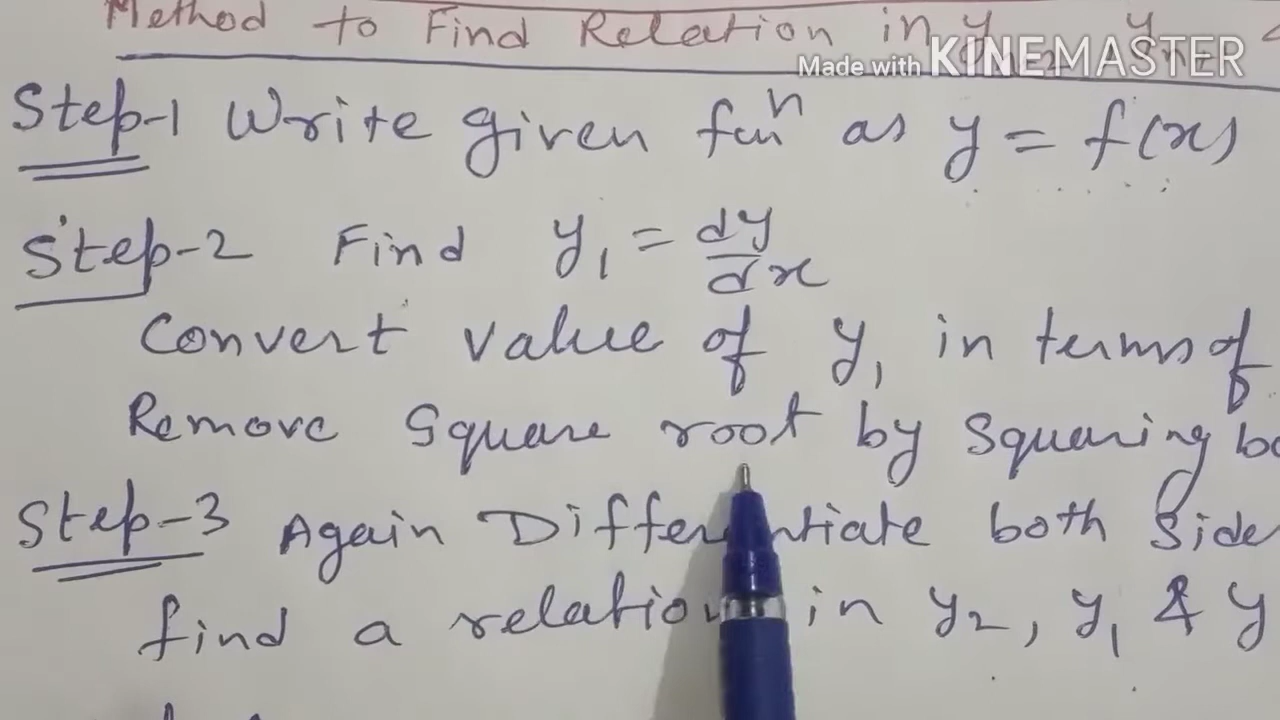 Method to Find Relation in y
Made with KINEMASTER
Step-1 Write given funⁿ as y = f(x)
Step-2 Find y₁ = dy/dx
Convert value of y₁ in terms of
Remove Square root by Squaring
Step-3 Again Differentiate both Side
find a relation in y₂, y₁ & y